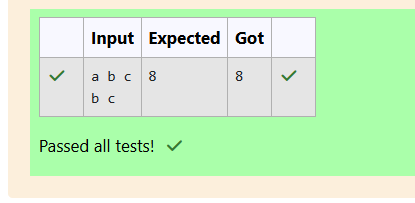 Input Expected Got
a b c 8 8
b c
Passed all tests!